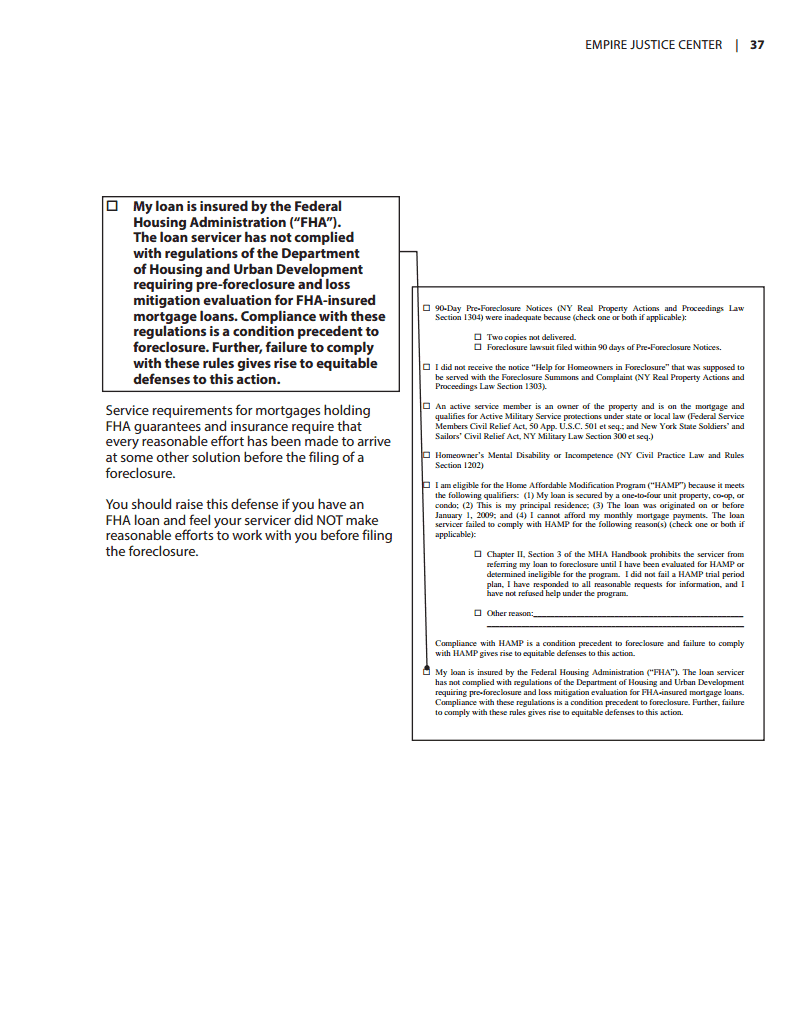 EMPIRE JUSTICE CENTER | 37
☐ My loan is insured by the Federal
Housing Administration (“FHA”).
The loan servicer has not complied
with regulations of the Department
of Housing and Urban Development
requiring pre-foreclosure and loss
mitigation evaluation for FHA-insured
mortgage loans. Compliance with these
regulations is a condition precedent to
foreclosure. Further, failure to comply
with these rules gives rise to equitable
defenses to this action.
Service requirements for mortgages holding
FHA guarantees and insurance require that
every reasonable effort has been made to arrive
at some other solution before the filing of a
foreclosure.
You should raise this defense if you have an
FHA loan and feel your servicer did NOT make
reasonable efforts to work with you before filing
the foreclosure.
☐ 90-Day Pre-Foreclosure Notices (NY Real Property Actions and Proceedings Law
Section 1304) were inadequate because (check one or both if applicable):
☐ Two copies not delivered.
☐ Foreclosure lawsuit filed within 90 days of Pre-Foreclosure Notices.
☐ I did not receive the notice “Help for Homeowners in Foreclosure” that was supposed to
be served with the Foreclosure Summons and Complaint (NY Real Property Actions and
Proceedings Law Section 1303).
☐ An active service member is an owner of the property and is on the mortgage and
qualifies for Active Military Service protections under state or local law (Federal Service
Members Civil Relief Act, 50 App. U.S.C. 501 et seq.; and New York State Soldiers’ and
Sailors’ Civil Relief Act, NY Military Law Section 300 et seq.)
☐ Homeowner’s Mental Disability or Incompetence (NY Civil Practice Law and Rules
Section 1202)
☐ I am eligible for the Home Affordable Modification Program (“HAMP”) because it meets
the following qualifiers: (1) My loan is secured by a one-to-four unit property, co-op, or
condo; (2) This is my principal residence; (3) The loan was originated on or before
January 1, 2009; and (4) I cannot afford my monthly mortgage payments. The loan
servicer failed to comply with HAMP for the following reason(s) (check one or both if
applicable):
☐ Chapter II, Section 3 of the MHA Handbook prohibits the servicer from
referring my loan to foreclosure until I have been evaluated for HAMP or
determined ineligible for the program. I did not fail a HAMP trial period
plan, I have responded to all reasonable requests for information, and I
have not refused help under the program.
☐ Other reason:
Compliance with HAMP is a condition precedent to foreclosure and failure to comply
with HAMP gives rise to equitable defenses to this action.
☐ My loan is insured by the Federal Housing Administration (“FHA”). The loan servicer
has not complied with regulations of the Department of Housing and Urban Development
requiring pre-foreclosure and loss mitigation evaluation for FHA-insured mortgage loans.
Compliance with these regulations is a condition precedent to foreclosure. Further, failure
to comply with these rules gives rise to equitable defenses to this action.